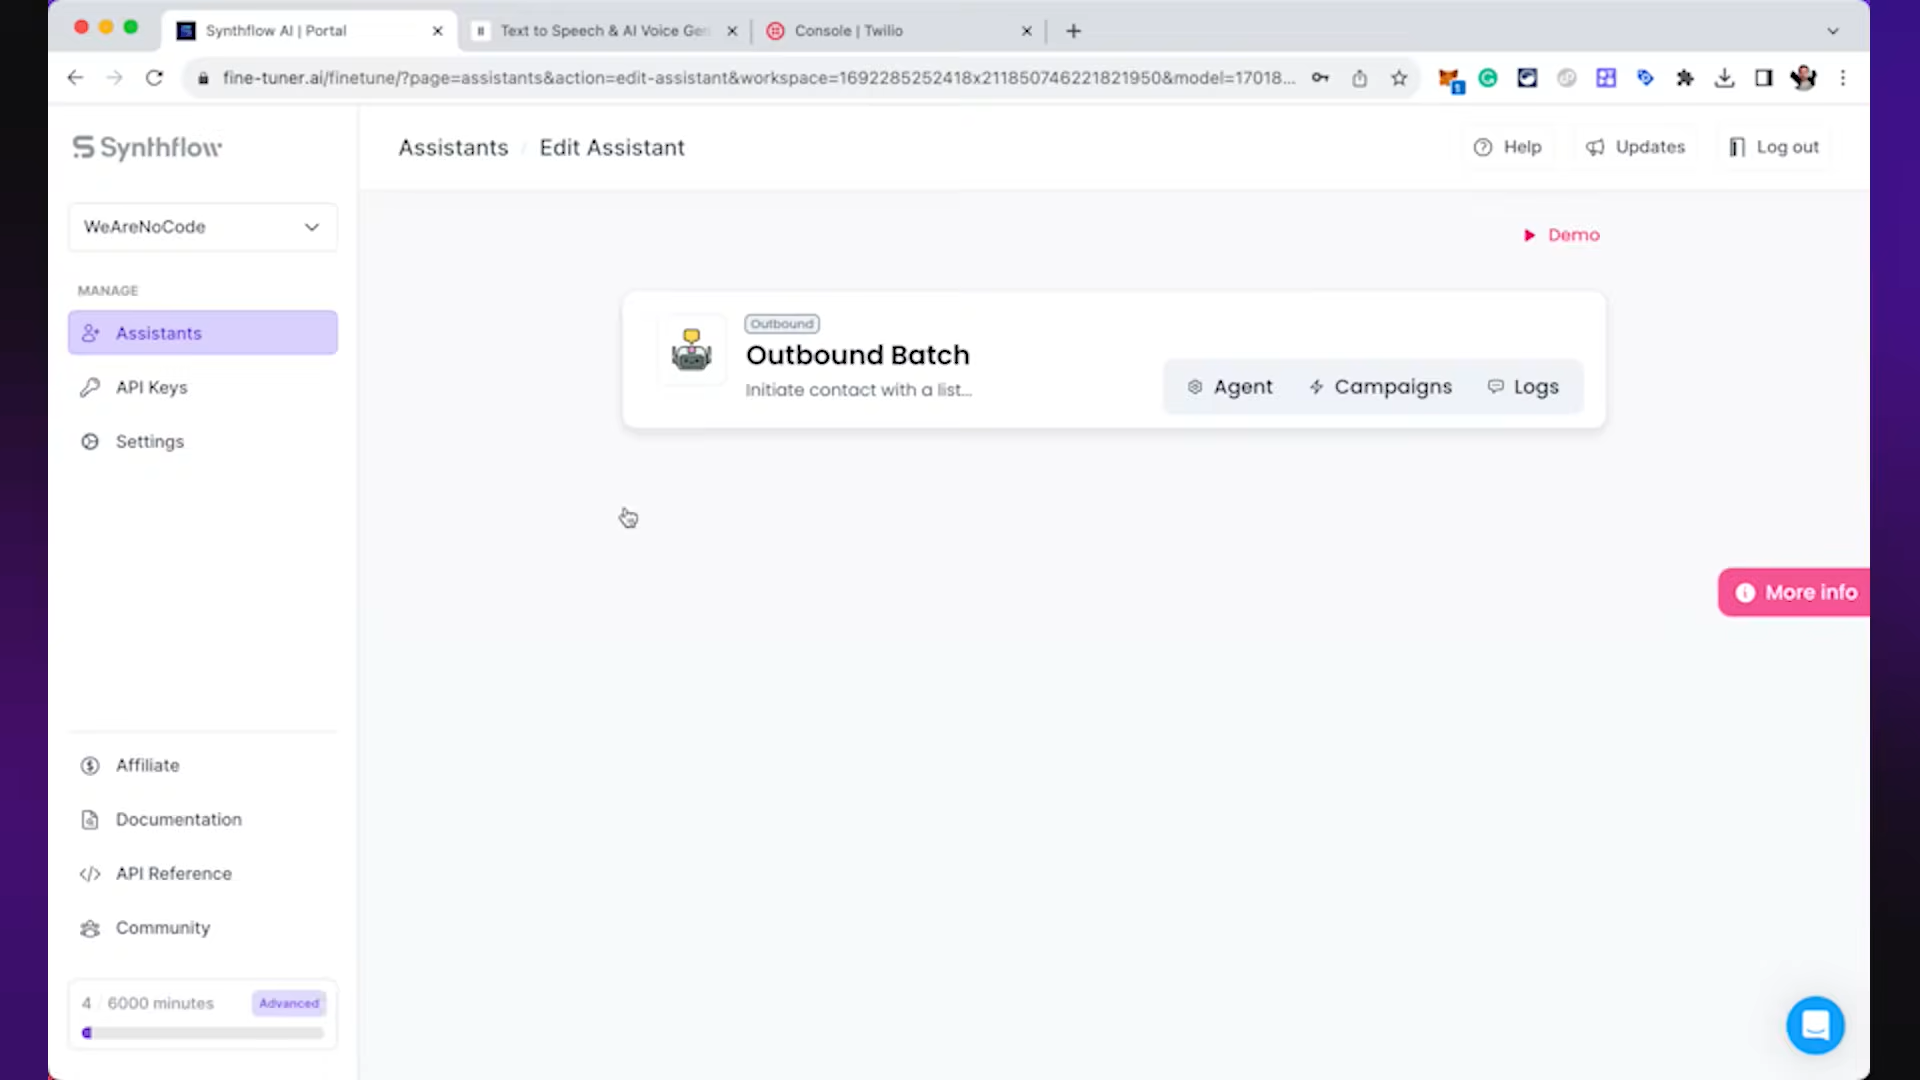 Synthflow AI | Portal
Text to Speech & AI Voice Ge
Console | Twilio
fine-tuner.ai/finetune/?page=assistants&action=edit-assistant&workspace=1692285252418x211850746221821950&model=17018...
Synthflow
Assistants / Edit Assistant
Help
Updates
Log out
WeAreNoCode
Demo
MANAGE
Assistants
API Keys
Settings
Outbound
Outbound Batch
Initiate contact with a list...
Agent
Campaigns
Logs
More info
Affiliate
Documentation
API Reference
Community
4 / 6000 minutes
Advanced